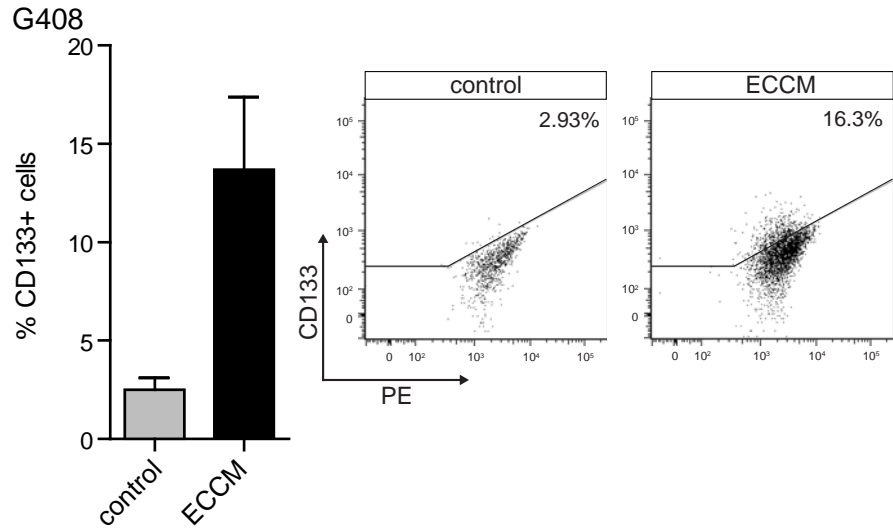 G408
% CD133+ cells
20
15
10
5
0
control
ECCM
control
2.93%
10⁵
10⁴
10³
10²
0
0 10² 10³ 10⁴ 10⁵
CD133
PE
ECCM
16.3%
10⁵
10⁴
10³
10²
0
0 10² 10³ 10⁴ 10⁵